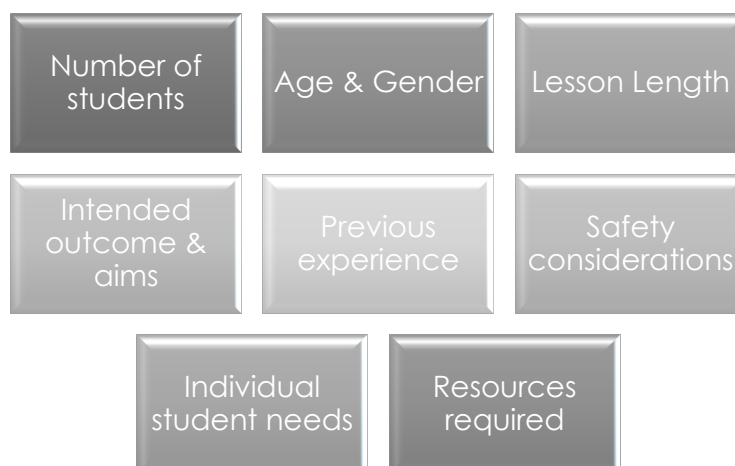 Number of
students
Age & Gender
Lesson Length
Intended
outcome &
aims
Previous
experience
Safety
considerations
Individual
student needs
Resources
required